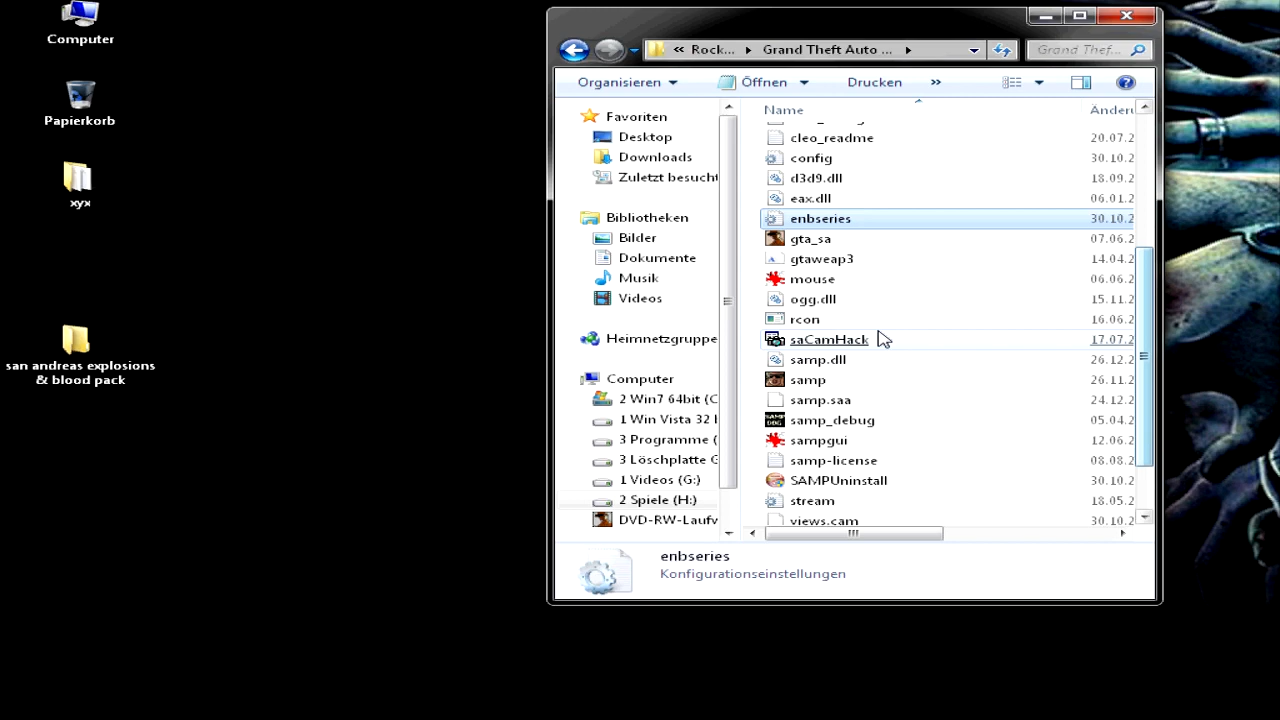 Computer
Papierkorb
xyx
san andreas explosions
& blood pack
« Rock... Grand Theft Auto ...
Grand Thef...
Organisieren Öffnen Drucken »
Favoriten
Desktop
Downloads
Zuletzt besucht
Bibliotheken
Bilder
Dokumente
Musik
Videos
Heimnetzgruppe
Computer
2 Win7 64bit (C
1 Win Vista 32 l
3 Programme (
3 Löschplatte G
1 Videos (G:)
2 Spiele (H:)
DVD-RW-Laufv
Name Änderu
cleo_readme 20.07.2
config 30.10.2
d3d9.dll 18.09.2
eax.dll 06.01.2
enbseries 30.10.2
gta_sa 07.06.2
gtaweap3 14.04.2
mouse 06.06.2
ogg.dll 15.11.2
rcon 16.06.2
saCamHack 17.07.2
samp.dll 26.12.2
samp 26.11.2
samp.saa 24.12.2
samp_debug 05.04.2
sampgui 12.06.2
samp-license 08.08.2
SAMPUninstall 30.10.2
stream 18.05.2
views.cam 30.10.2
enbseries
Konfigurationseinstellungen